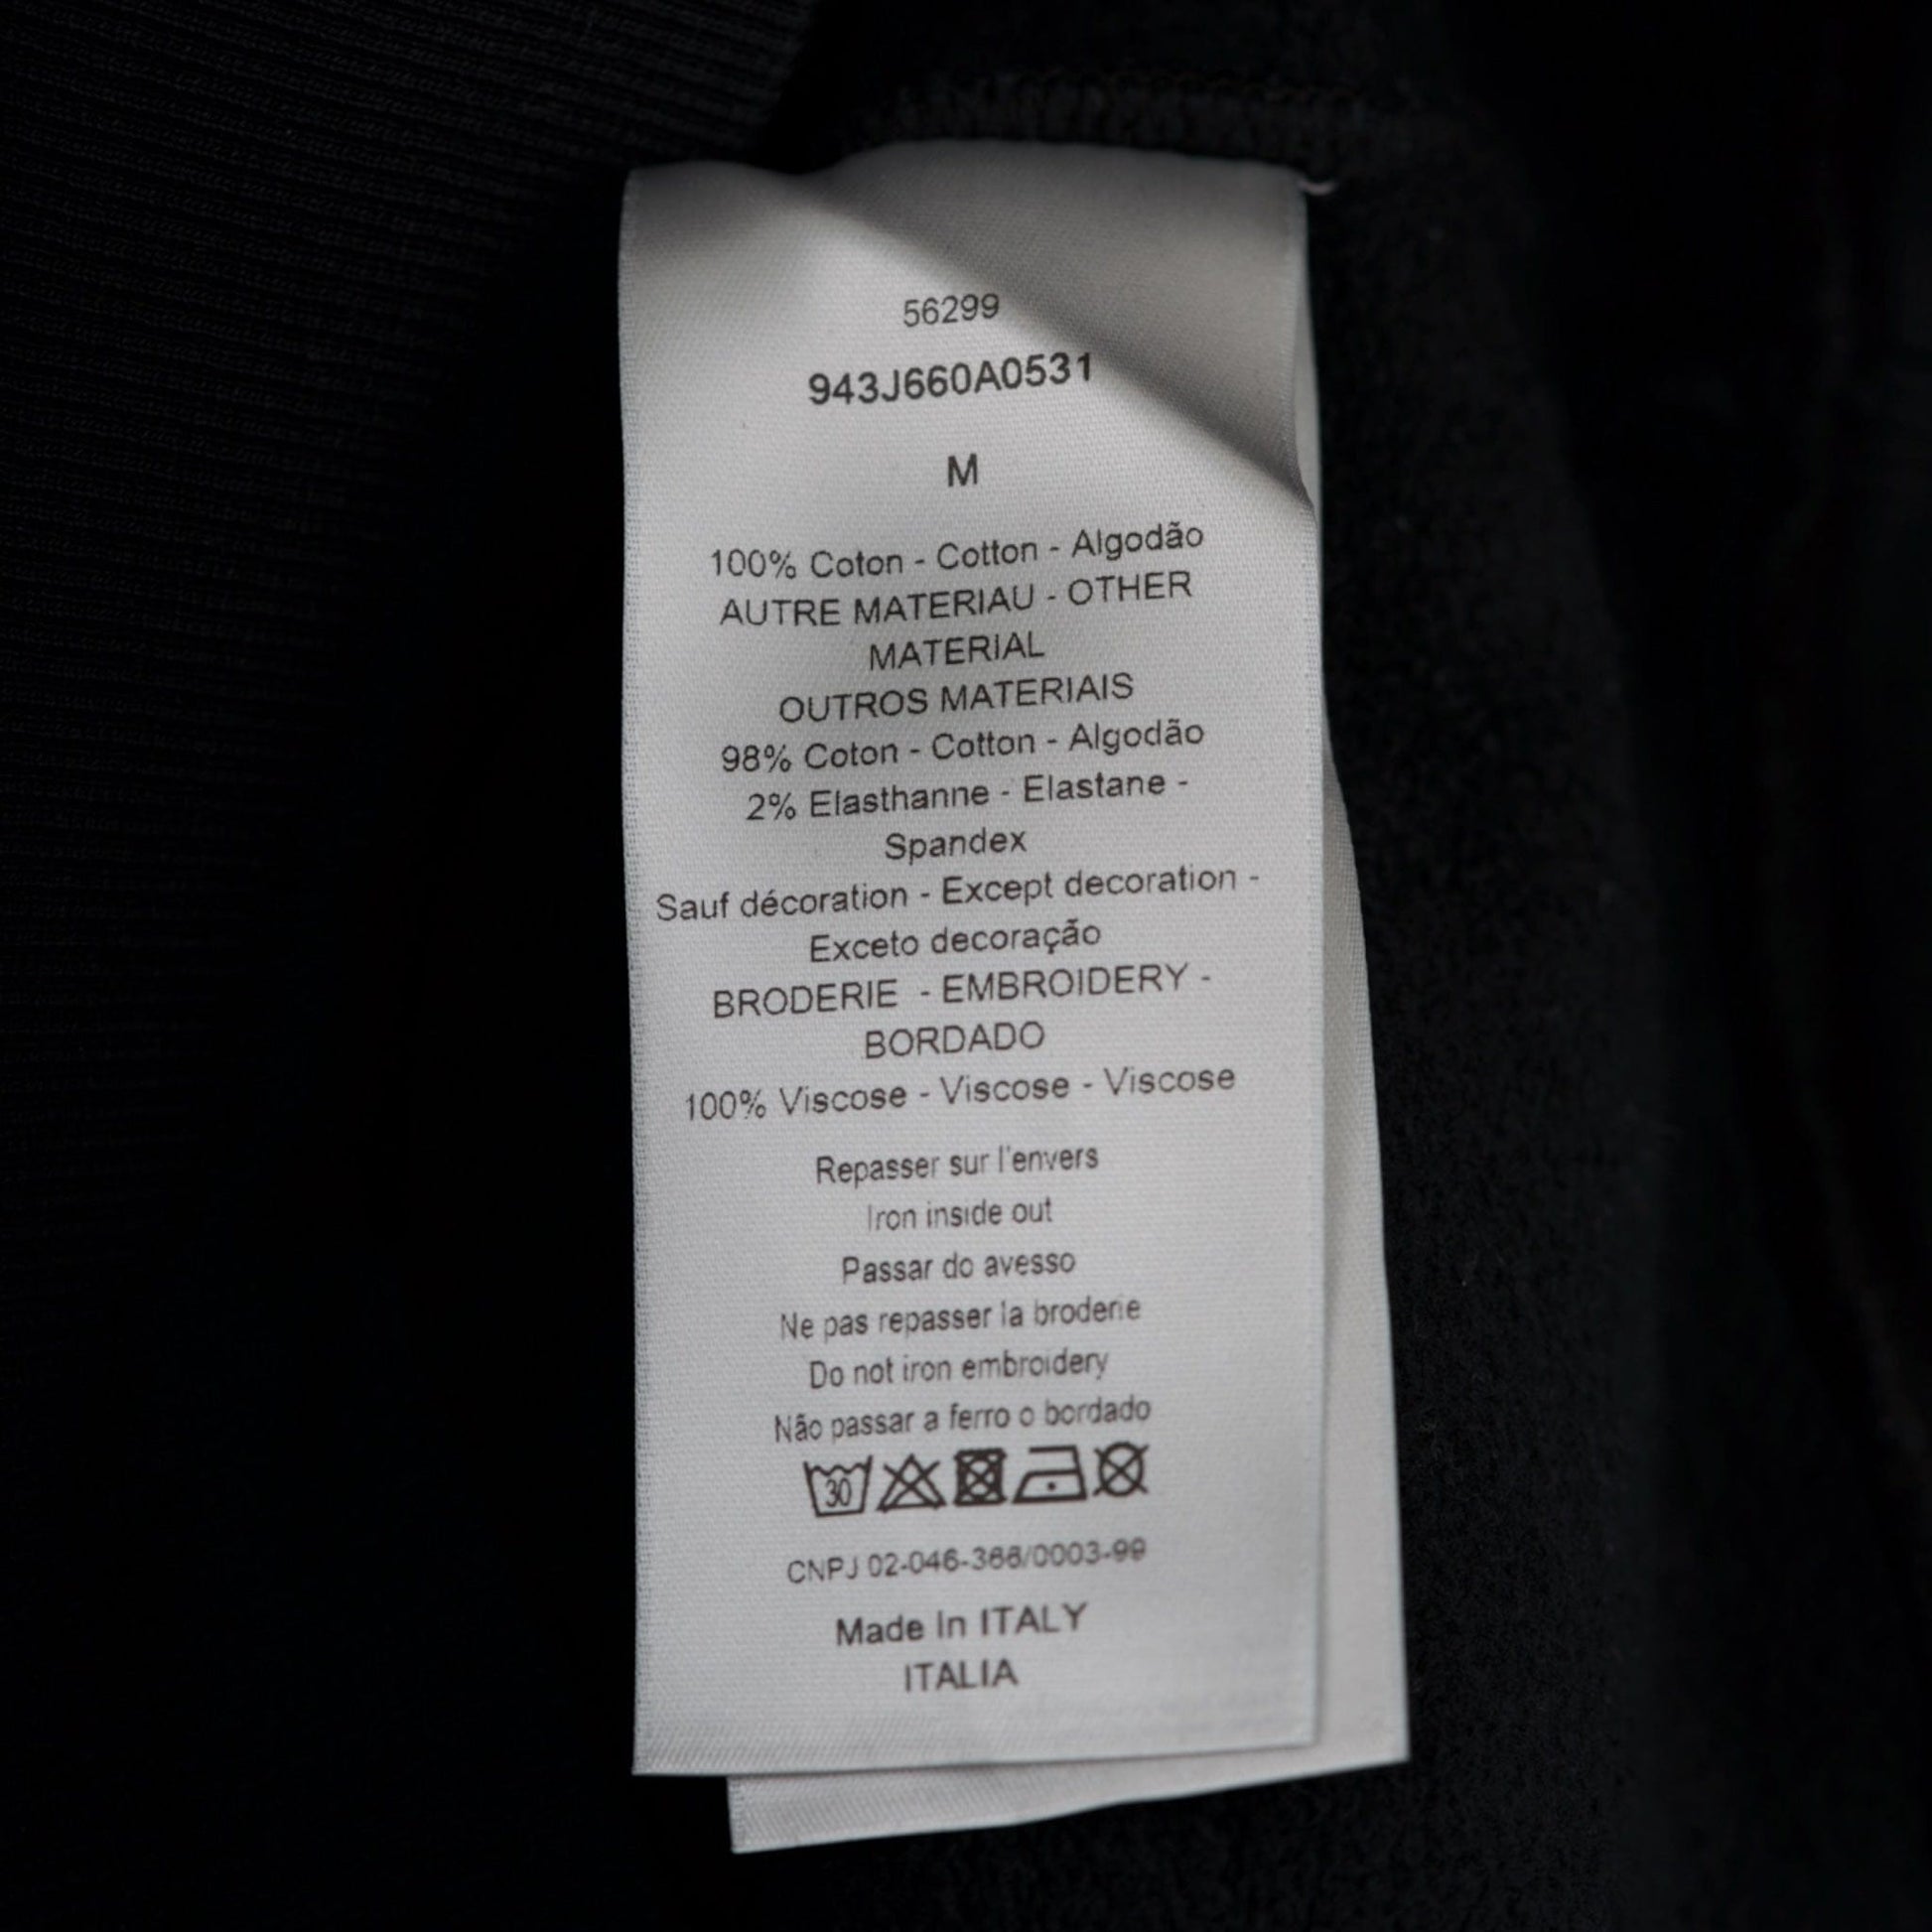 56299
943J660A0531
M
100% Coton - Cotton - Algodão
AUTRE MATERIAU - OTHER
MATERIAL
OUTROS MATERIAIS
98% Coton - Cotton - Algodão
2% Elasthanne - Elastane -
Spandex
Sauf décoration - Except decoration -
Exceto decoração
BRODERIE - EMBROIDERY -
BORDADO
100% Viscose - Viscose - Viscose
Repasser sur l'envers
Iron inside out
Passar do avesso
Ne pas repasser la broderie
Do not iron embroidery
Não passar a ferro o bordado
30
CNPJ 02-046-366/0003-99
Made In ITALY
ITALIA